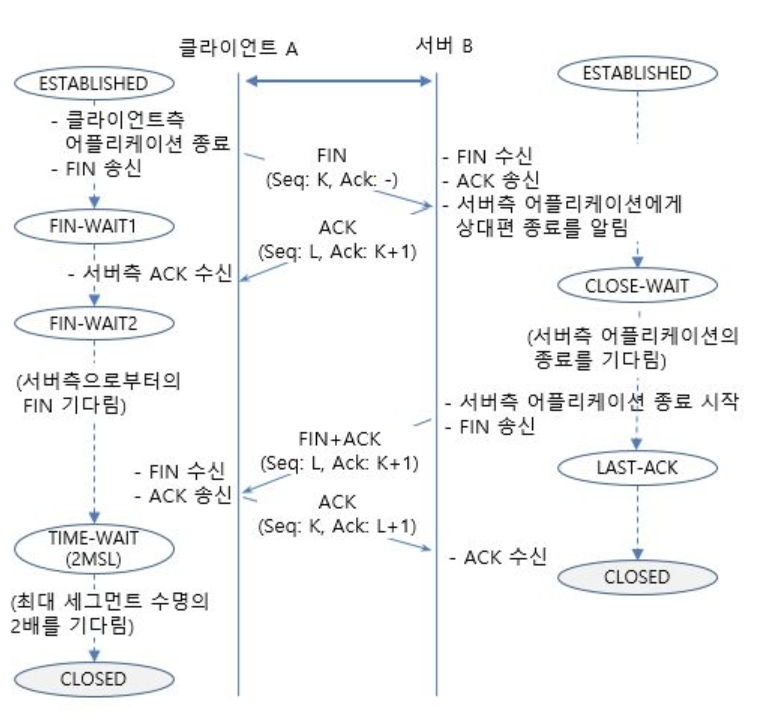 클라이언트 A
서버 B
ESTABLISHED
ESTABLISHED
- 클라이언트측
어플리케이션 종료
- FIN 송신
FIN
(Seq: K, Ack: -)
- FIN 수신
- ACK 송신
- 서버측 어플리케이션에게
상대편 종료를 알림
FIN-WAIT1
ACK
(Seq: L, Ack: K+1)
- 서버측 ACK 수신
CLOSE-WAIT
FIN-WAIT2
(서버측 어플리케이션의
종료를 기다림)
(서버측으로부터의
FIN 기다림)
- 서버측 어플리케이션 종료 시작
- FIN 송신
FIN+ACK
(Seq: L, Ack: K+1)
LAST-ACK
- FIN 수신
- ACK 송신
ACK
(Seq: K, Ack: L+1)
TIME-WAIT
(2MSL)
- ACK 수신
CLOSED
(최대 세그먼트 수명의
2배를 기다림)
CLOSED